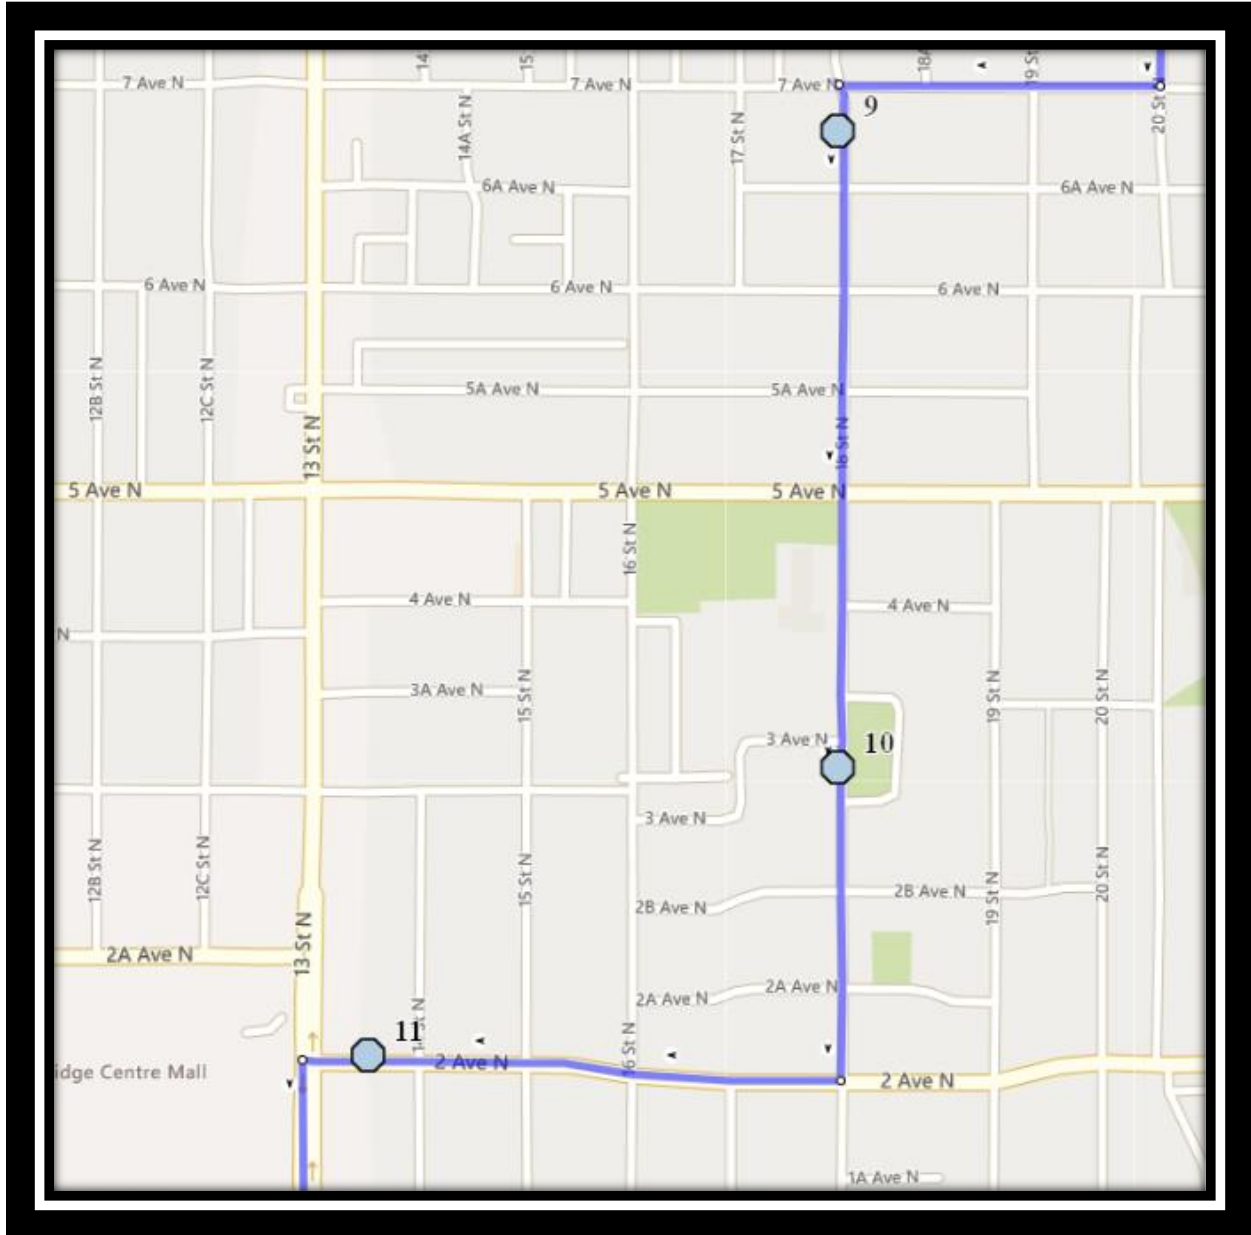 14
15
18A
19 St N
7 Ave N
7 Ave N
7 Ave N
9
20 St N
14A St N
17 St N
6A Ave N
6A Ave N
6 Ave N
6 Ave N
6 Ave N
12B St N
12C St N
5A Ave N
5A Ave N
13 St N
18 St N
5 Ave N
5 Ave N
5 Ave N
16 St N
4 Ave N
4 Ave N
N
3A Ave N
15 St N
19 St N
20 St N
3 Ave N
10
3 Ave N
12B St N
12C St N
15 St N
2B Ave N
2B Ave N
19 St N
20 St N
13 St N
2A Ave N
2A Ave N
2A Ave N
14 St N
11
16 St N
2 Ave N
2 Ave N
idge Centre Mall
1A Ave N